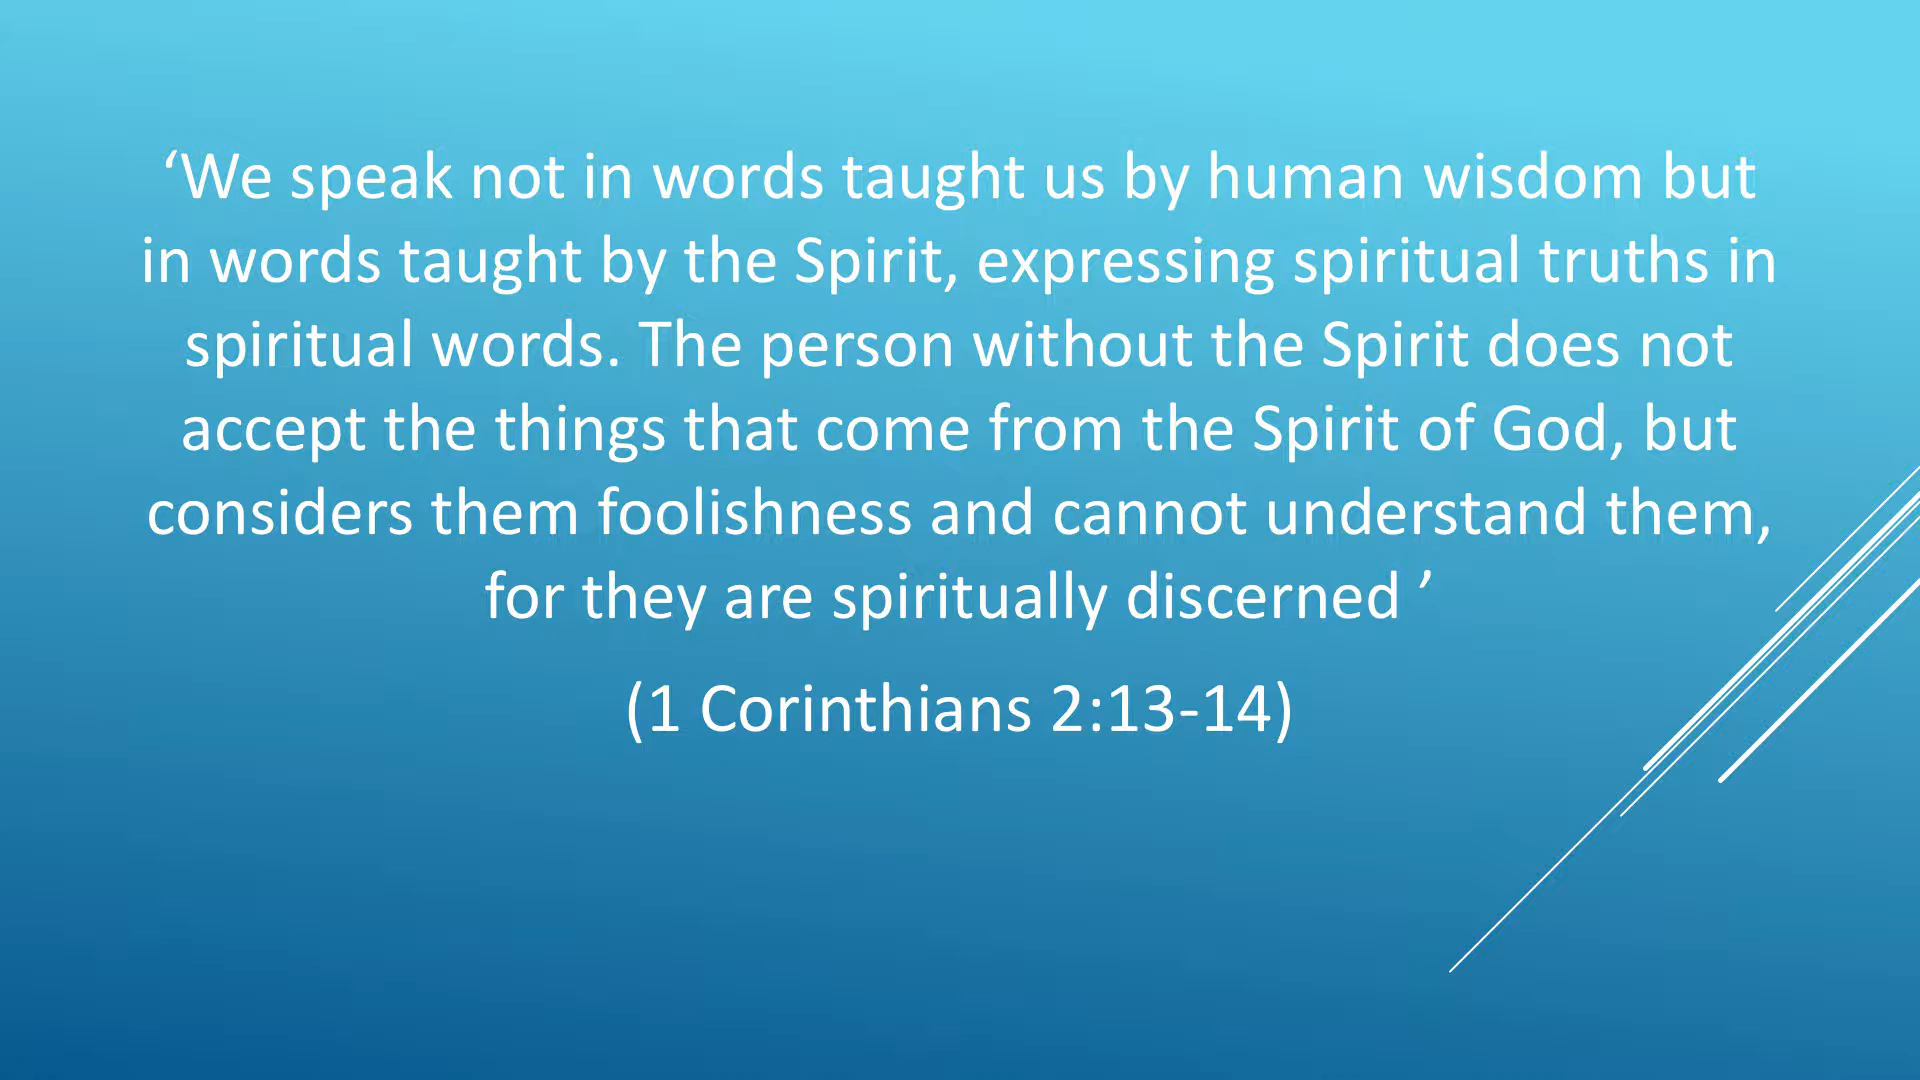 ‘We speak not in words taught us by human wisdom but
in words taught by the Spirit, expressing spiritual truths in
spiritual words. The person without the Spirit does not
accept the things that come from the Spirit of God, but
considers them foolishness and cannot understand them,
for they are spiritually discerned ’
(1 Corinthians 2:13-14)